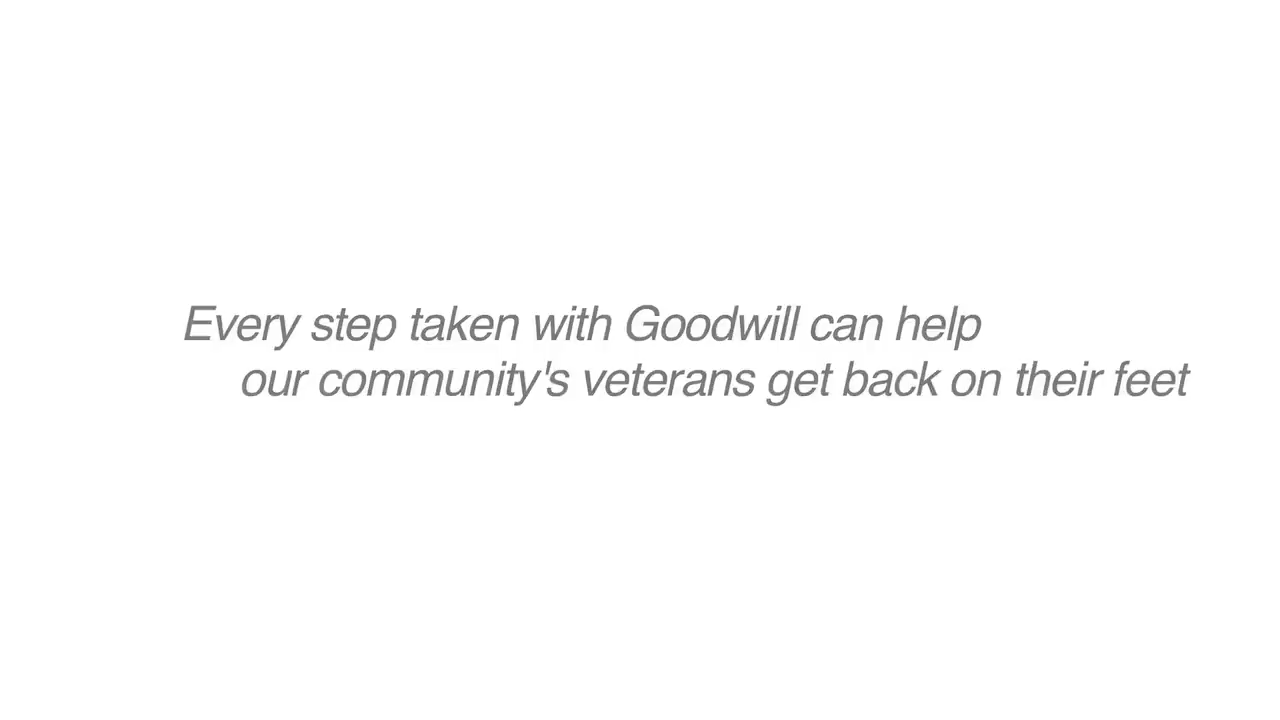 Every step taken with Goodwill can help
our community's veterans get back on their feet